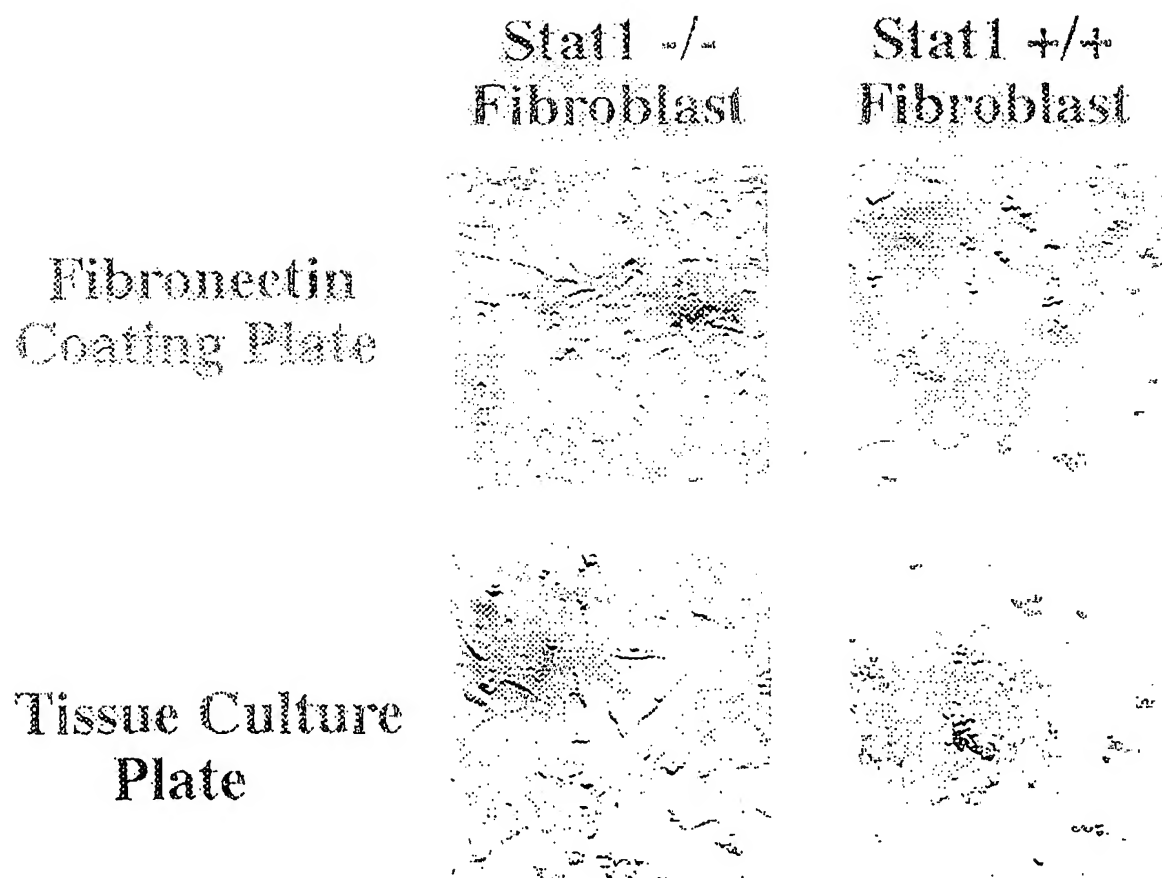 Stat1 -/-
Fibroblast
Stat1 +/+
Fibroblast
Fibronectin
Coating Plate
Tissue Culture
Plate